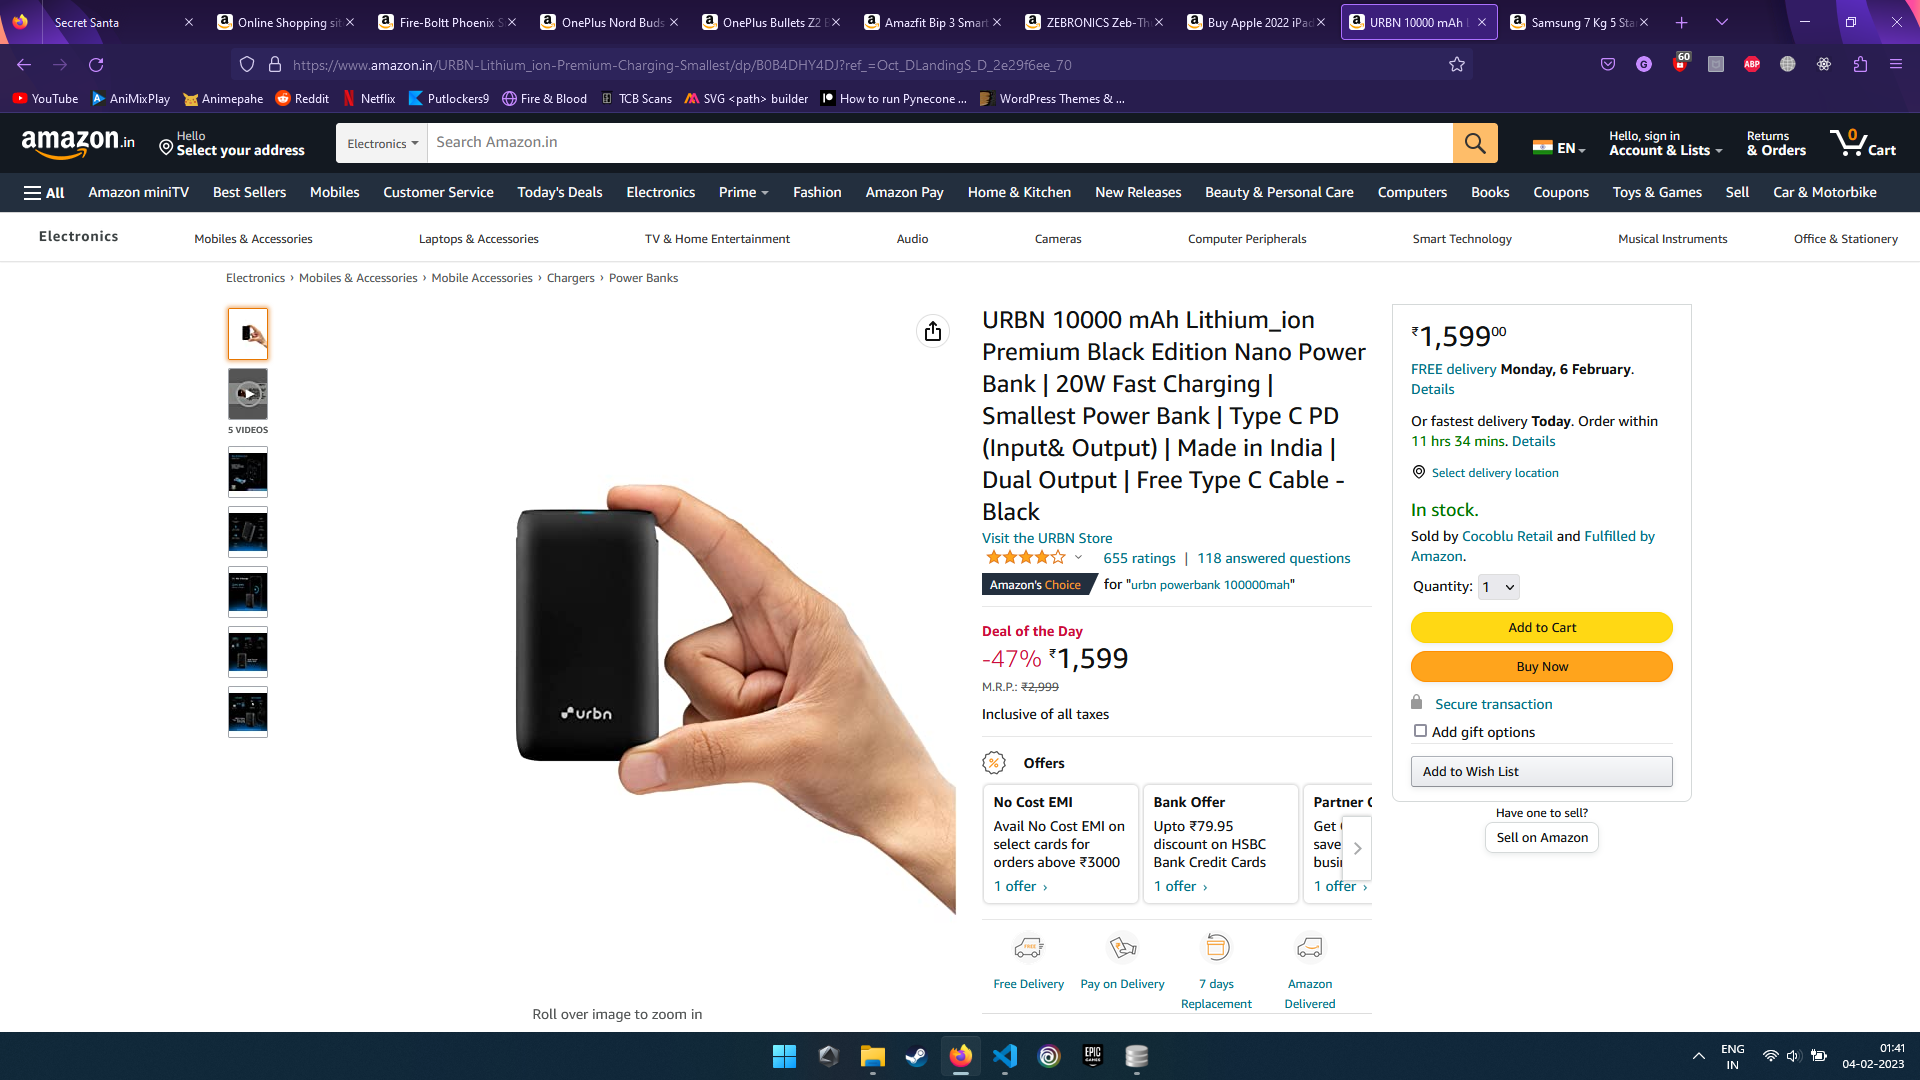 Secret Santa
Online Shopping sit
Fire-Boltt Phoenix S
OnePlus Nord Buds
OnePlus Bullets Z2 B
Amazfit Bip 3 Smart
ZEBRONICS Zeb-Thu
Buy Apple 2022 iPad
URBN 10000 mAh L
Samsung 7 Kg 5 Sta
https://www.amazon.in/URBN-Lithium_ion-Premium-Charging-Smallest/dp/B0B4DHY4DJ?ref_=Oct_DLandingS_D_2e29f6ee_70
60
ABP
YouTube AniMixPlay Animepahe Reddit Netflix Putlockers9 Fire & Blood TCB Scans SVG <path> builder How to run Pynecone ... WordPress Themes & ...
amazon.in
Hello
Select your address
Electronics
Search Amazon.in
EN
Hello, sign in
Account & Lists
Returns
& Orders
0
Cart
All Amazon miniTV Best Sellers Mobiles Customer Service Today's Deals Electronics Prime Fashion Amazon Pay Home & Kitchen New Releases Beauty & Personal Care Computers Books Coupons Toys & Games Sell Car & Motorbike
Electronics Mobiles & Accessories Laptops & Accessories TV & Home Entertainment Audio Cameras Computer Peripherals Smart Technology Musical Instruments Office & Stationery
Electronics › Mobiles & Accessories › Mobile Accessories › Chargers › Power Banks
5 VIDEOS
urbn
Roll over image to zoom in
URBN 10000 mAh Lithium_ion
Premium Black Edition Nano Power
Bank | 20W Fast Charging |
Smallest Power Bank | Type C PD
(Input& Output) | Made in India |
Dual Output | Free Type C Cable -
Black
Visit the URBN Store
655 ratings | 118 answered questions
Amazon's Choice for "urbn powerbank 100000mah"
Deal of the Day
-47% ₹1,599
M.R.P.: ₹2,999
Inclusive of all taxes
Offers
No Cost EMI
Avail No Cost EMI on
select cards for
orders above ₹3000
1 offer ›
Bank Offer
Upto ₹79.95
discount on HSBC
Bank Credit Cards
1 offer ›
Partner
Get
save
1 offer ›
Free Delivery
Pay on Delivery
7 days
Replacement
Amazon
Delivered
₹1,59900
FREE delivery Monday, 6 February.
Details
Or fastest delivery Today. Order within
11 hrs 34 mins. Details
Select delivery location
In stock.
Sold by Cocoblu Retail and Fulfilled by
Amazon.
Quantity: 1
Add to Cart
Buy Now
Secure transaction
Add gift options
Add to Wish List
Have one to sell?
Sell on Amazon
EPIC
GAMES
ENG
IN
01:41
04-02-2023